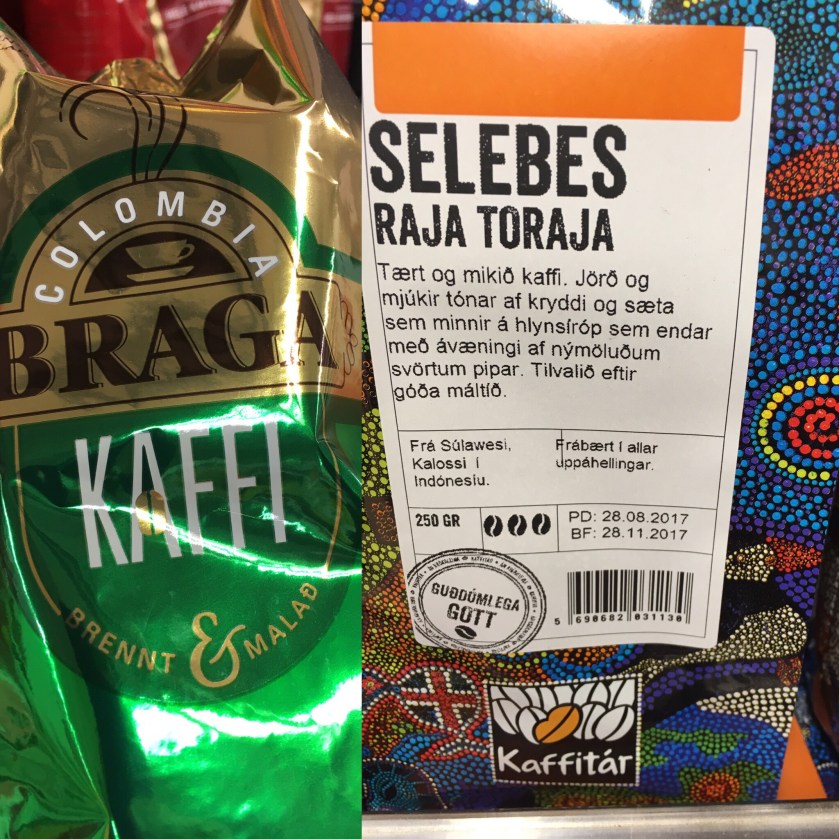 COLOMBIA
BRAGA
KAFFI
BRENNT & MALAÐ
SELEBES
RAJA TORAJA
Tært og mikið kaffi. Jörð og
mjúkir tónar af kryddi og sæta
sem minnir á hlynsíróp sem endar
með ávæningi af nýmöluðum
svörtum pipar. Tilvalið eftir
góða máltíð.
Frá Súlawesi,
Kalossi í
Indónesíu.
Frábært í allar
uppáhellingar.
250 GR
PD: 28.08.2017
BF: 28.11.2017
GUÐDÓMLEGA
GOTT
5 690682 031130
Kaffitár